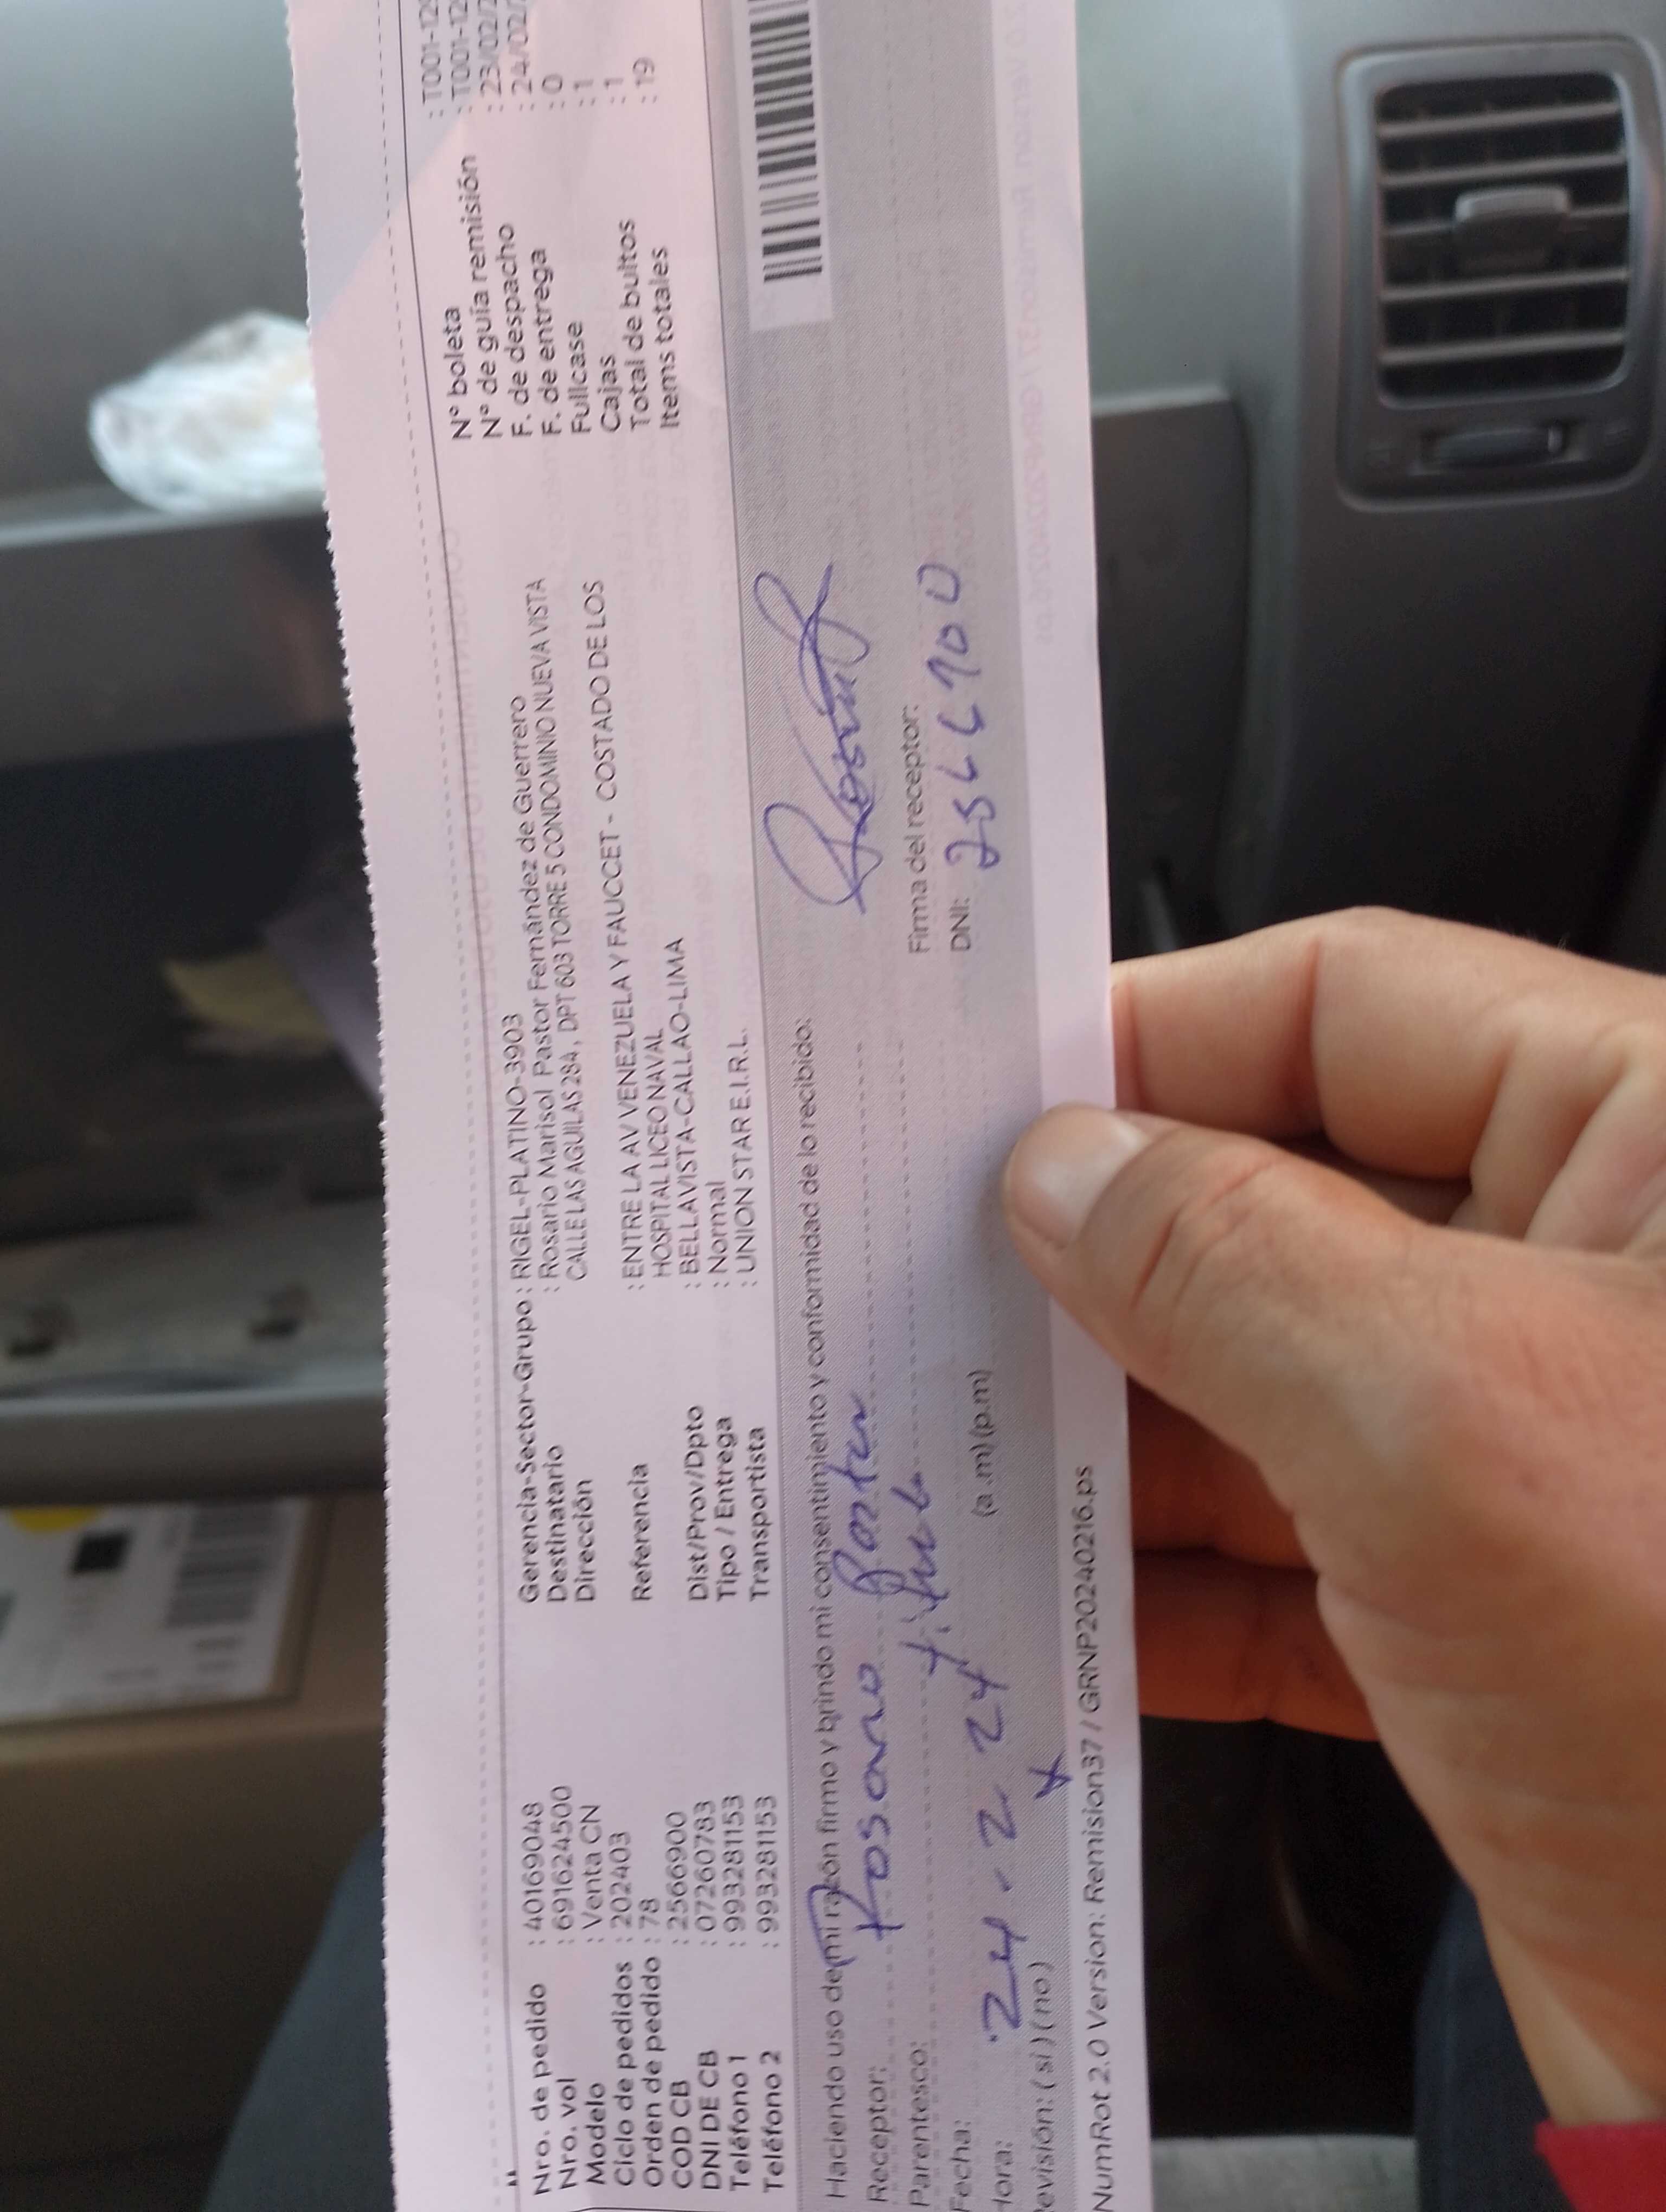 Nro. de pedido : 40169048
Nro. vol : 691624500
Modelo : Venta CN
Ciclo de pedidos : 202403
Orden de pedido : 78
COD CB : 2566900
DNI DE CB : 07260783
Teléfono 1 : 993281153
Teléfono 2 : 993281153
Gerencia-Sector-Grupo : RIGEL-PLATINO-3903
Destinatario : Rosario Marisol Pastor Fernández de Guerrero
Dirección CALLE LAS AGUILAS 284, DPT 603 TORRE 5 CONDOMINIO NUEVA VISTA
Referencia : ENTRE LA AV VENEZUELA Y FAUCCET - COSTADO DE LOS
HOSPITAL LICEO NAVAL
Dist/Prov/Dpto : BELLAVISTA-CALLAO-LIMA
Tipo / Entrega : Normal
Transportista : UNION STAR E.I.R.L.
N° boleta : T001-129
N° de guía remisión : T001-129
F. de despacho : 23/02/2
F. de entrega : 24/02/
Fullcase : 0
Cajas : 1
Total de bultos : 1
Items totales : 19
Haciendo uso de mi razón firmo y brindo mi consentimiento y conformidad de lo recibido:
Receptor: Rosario Pastor
Parentesco:
Fecha: 24 - 2 24
Hora: (a.m) (p.m)
evisión: ( si ) ( no ) X
Firma del receptor:
DNI: 2566900
NumRot 2.0 Version: Remision37 / GRNP20240216.ps